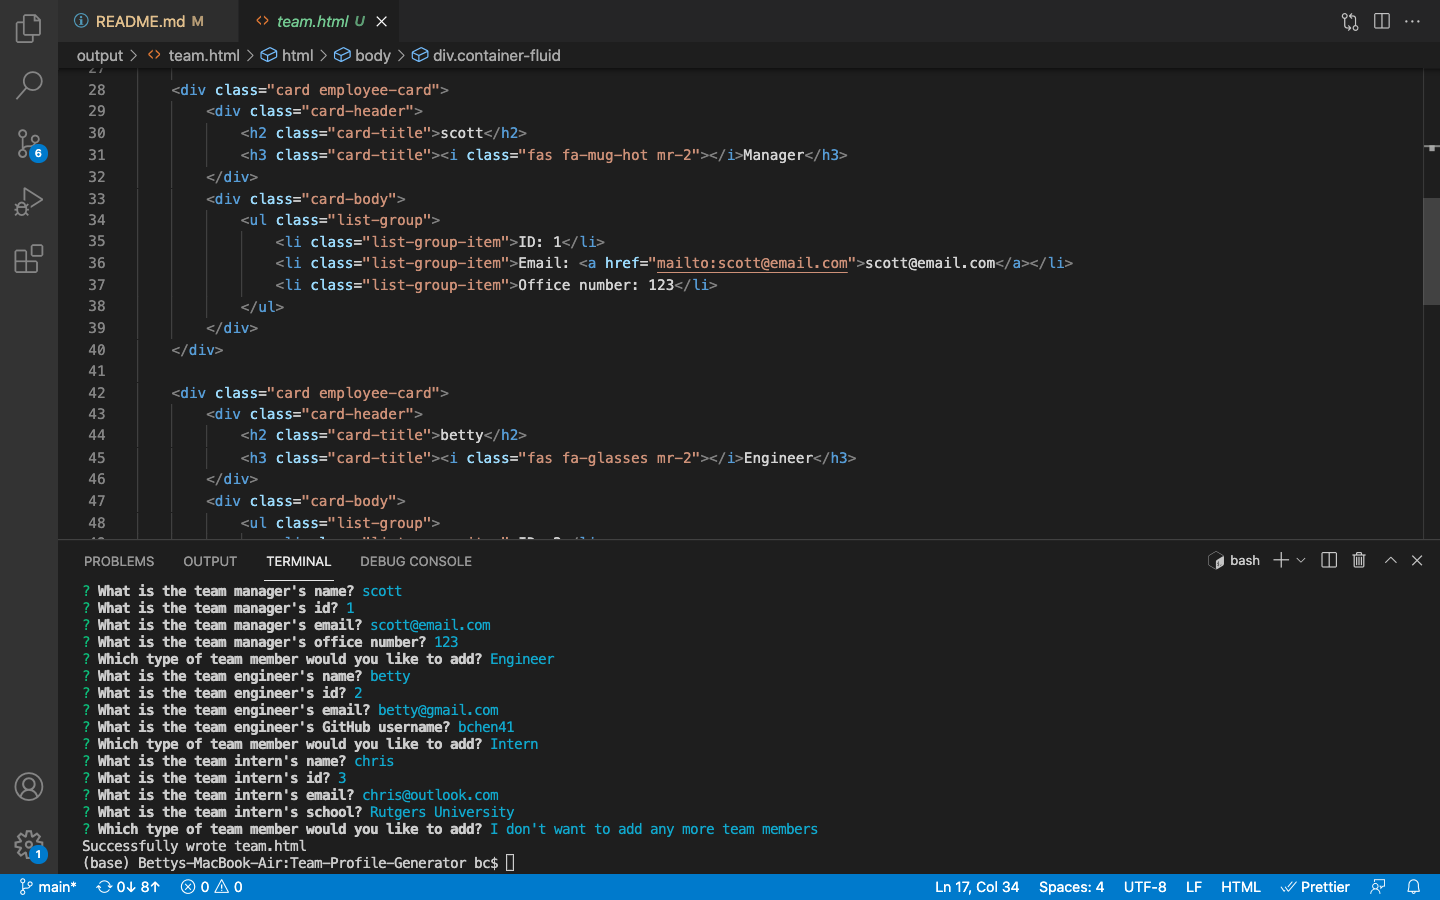 README.md M
team.html U
output > team.html > html > body > div.container-fluid
27
28 <div class="card employee-card">
29 <div class="card-header">
30 <h2 class="card-title">scott</h2>
31 <h3 class="card-title"><i class="fas fa-mug-hot mr-2"></i>Manager</h3>
32 </div>
33 <div class="card-body">
34 <ul class="list-group">
35 <li class="list-group-item">ID: 1</li>
36 <li class="list-group-item">Email: <a href="mailto:scott@email.com">scott@email.com</a></li>
37 <li class="list-group-item">Office number: 123</li>
38 </ul>
39 </div>
40 </div>
41
42 <div class="card employee-card">
43 <div class="card-header">
44 <h2 class="card-title">betty</h2>
45 <h3 class="card-title"><i class="fas fa-glasses mr-2"></i>Engineer</h3>
46 </div>
47 <div class="card-body">
48 <ul class="list-group">
6
PROBLEMS OUTPUT TERMINAL DEBUG CONSOLE bash
? What is the team manager's name? scott
? What is the team manager's id? 1
? What is the team manager's email? scott@email.com
? What is the team manager's office number? 123
? Which type of team member would you like to add? Engineer
? What is the team engineer's name? betty
? What is the team engineer's id? 2
? What is the team engineer's email? betty@gmail.com
? What is the team engineer's GitHub username? bchen41
? Which type of team member would you like to add? Intern
? What is the team intern's name? chris
? What is the team intern's id? 3
? What is the team intern's email? chris@outlook.com
? What is the team intern's school? Rutgers University
? Which type of team member would you like to add? I don't want to add any more team members
Successfully wrote team.html
(base) Bettys-MacBook-Air:Team-Profile-Generator bc$
1
main* 0↓ 8↑ 0 0 Ln 17, Col 34 Spaces: 4 UTF-8 LF HTML Prettier